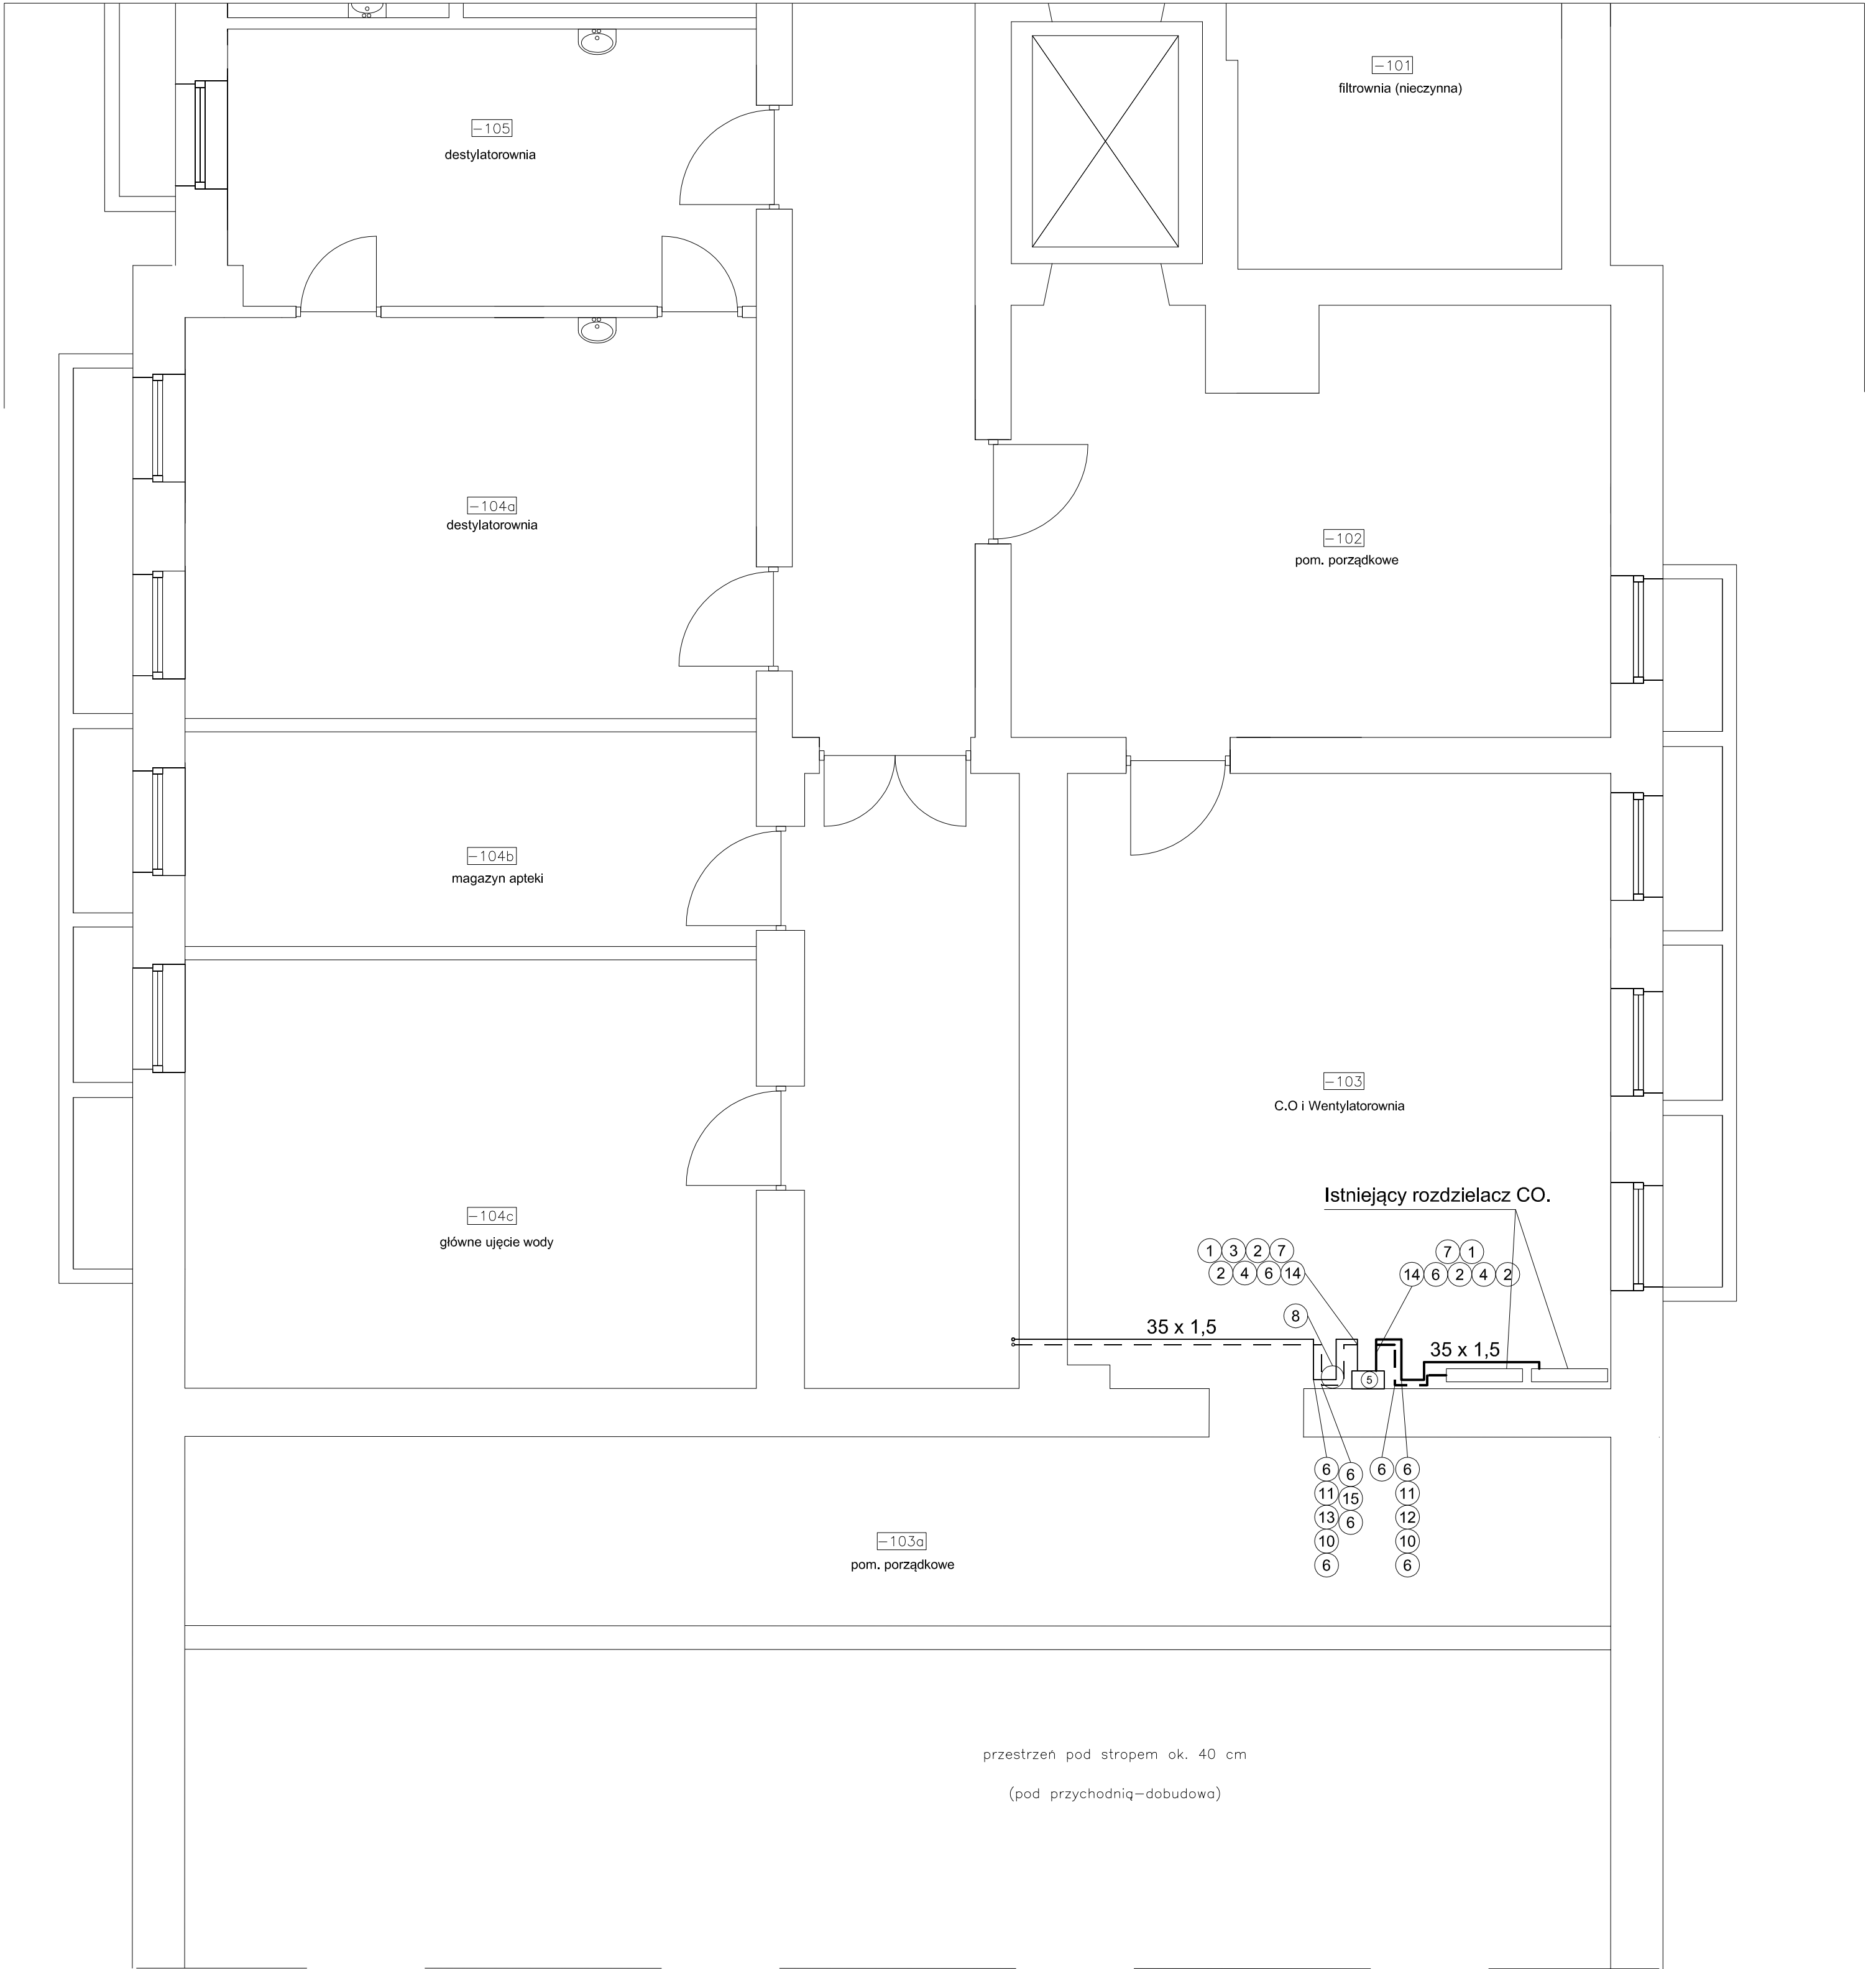 -101
filtrownia (nieczynna)
-105
destylatorownia
-104a
destylatorownia
-102
pom. porządkowe
-104b
magazyn apteki
-103
C.O i Wentylatorownia
Istniejący rozdzielacz CO.
-104c
główne ujęcie wody
1 3 2 7
2 4 6 14
7 1
14 6 2 4 2
8
35 x 1,5
35 x 1,5
5
6
11
13
10
6
6
15
6
6
6
11
12
10
6
-103a
pom. porządkowe
przestrzeń pod stropem ok. 40 cm
(pod przychodnią-dobudowa)